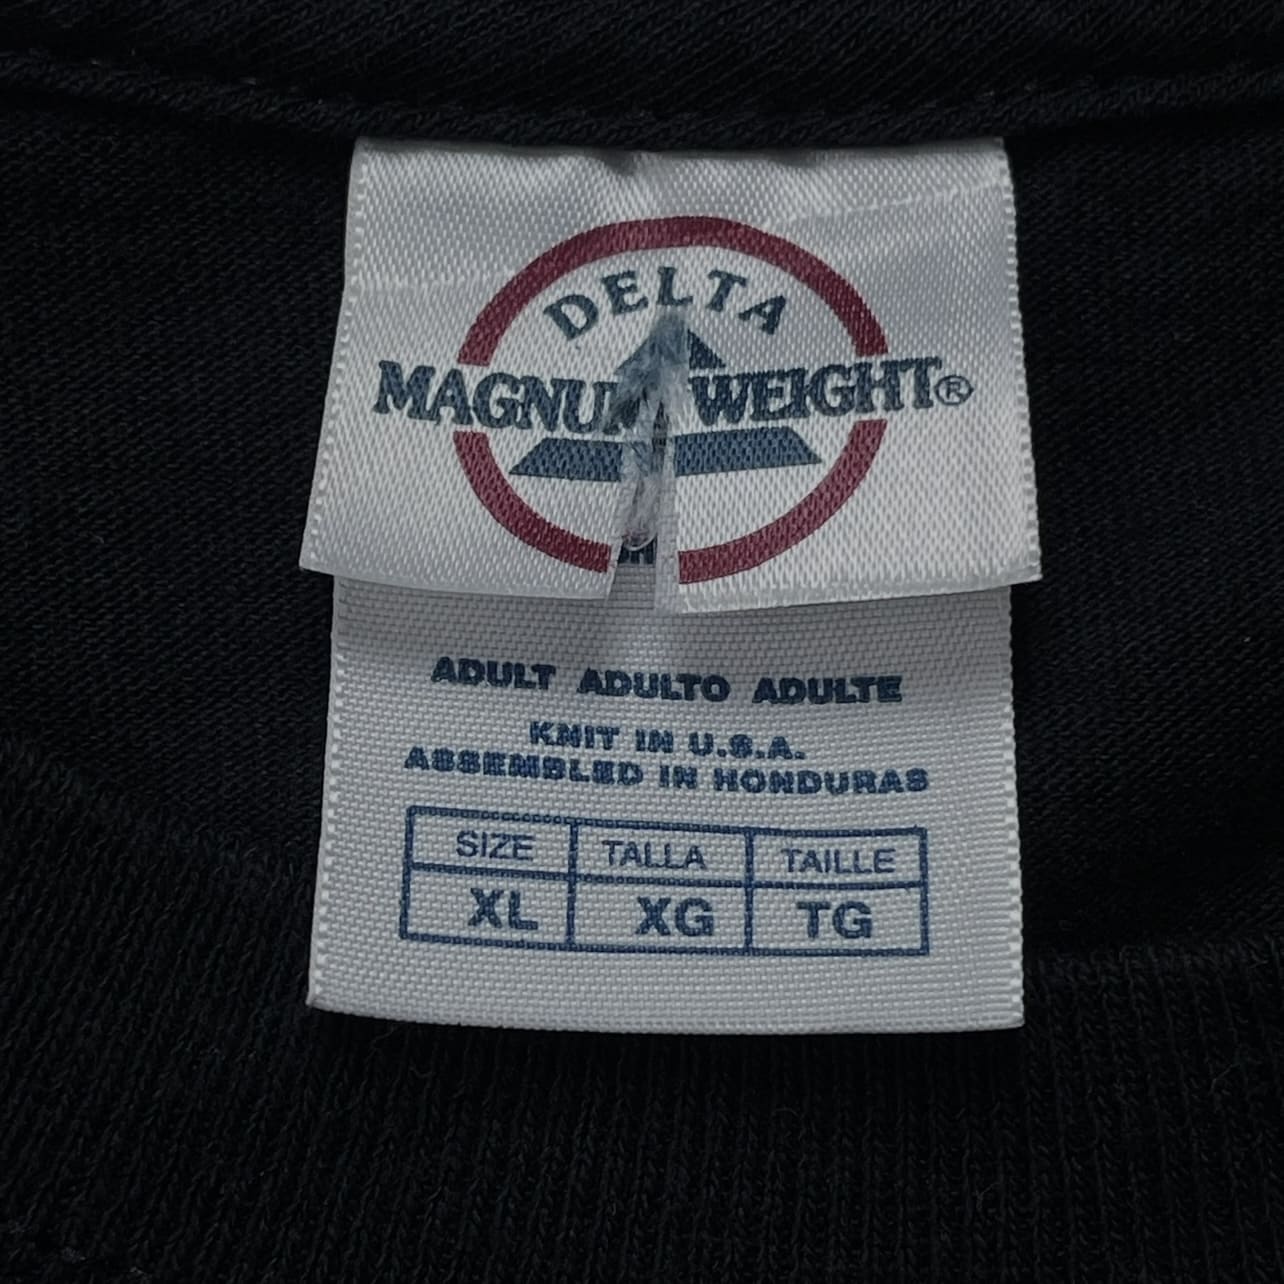 DELTA
MAGNUM WEIGHT®
ADULT ADULTO ADULTE
KNIT IN U.S.A.
ASSEMBLED IN HONDURAS
SIZE TALLA TAILLE
XL XG TG